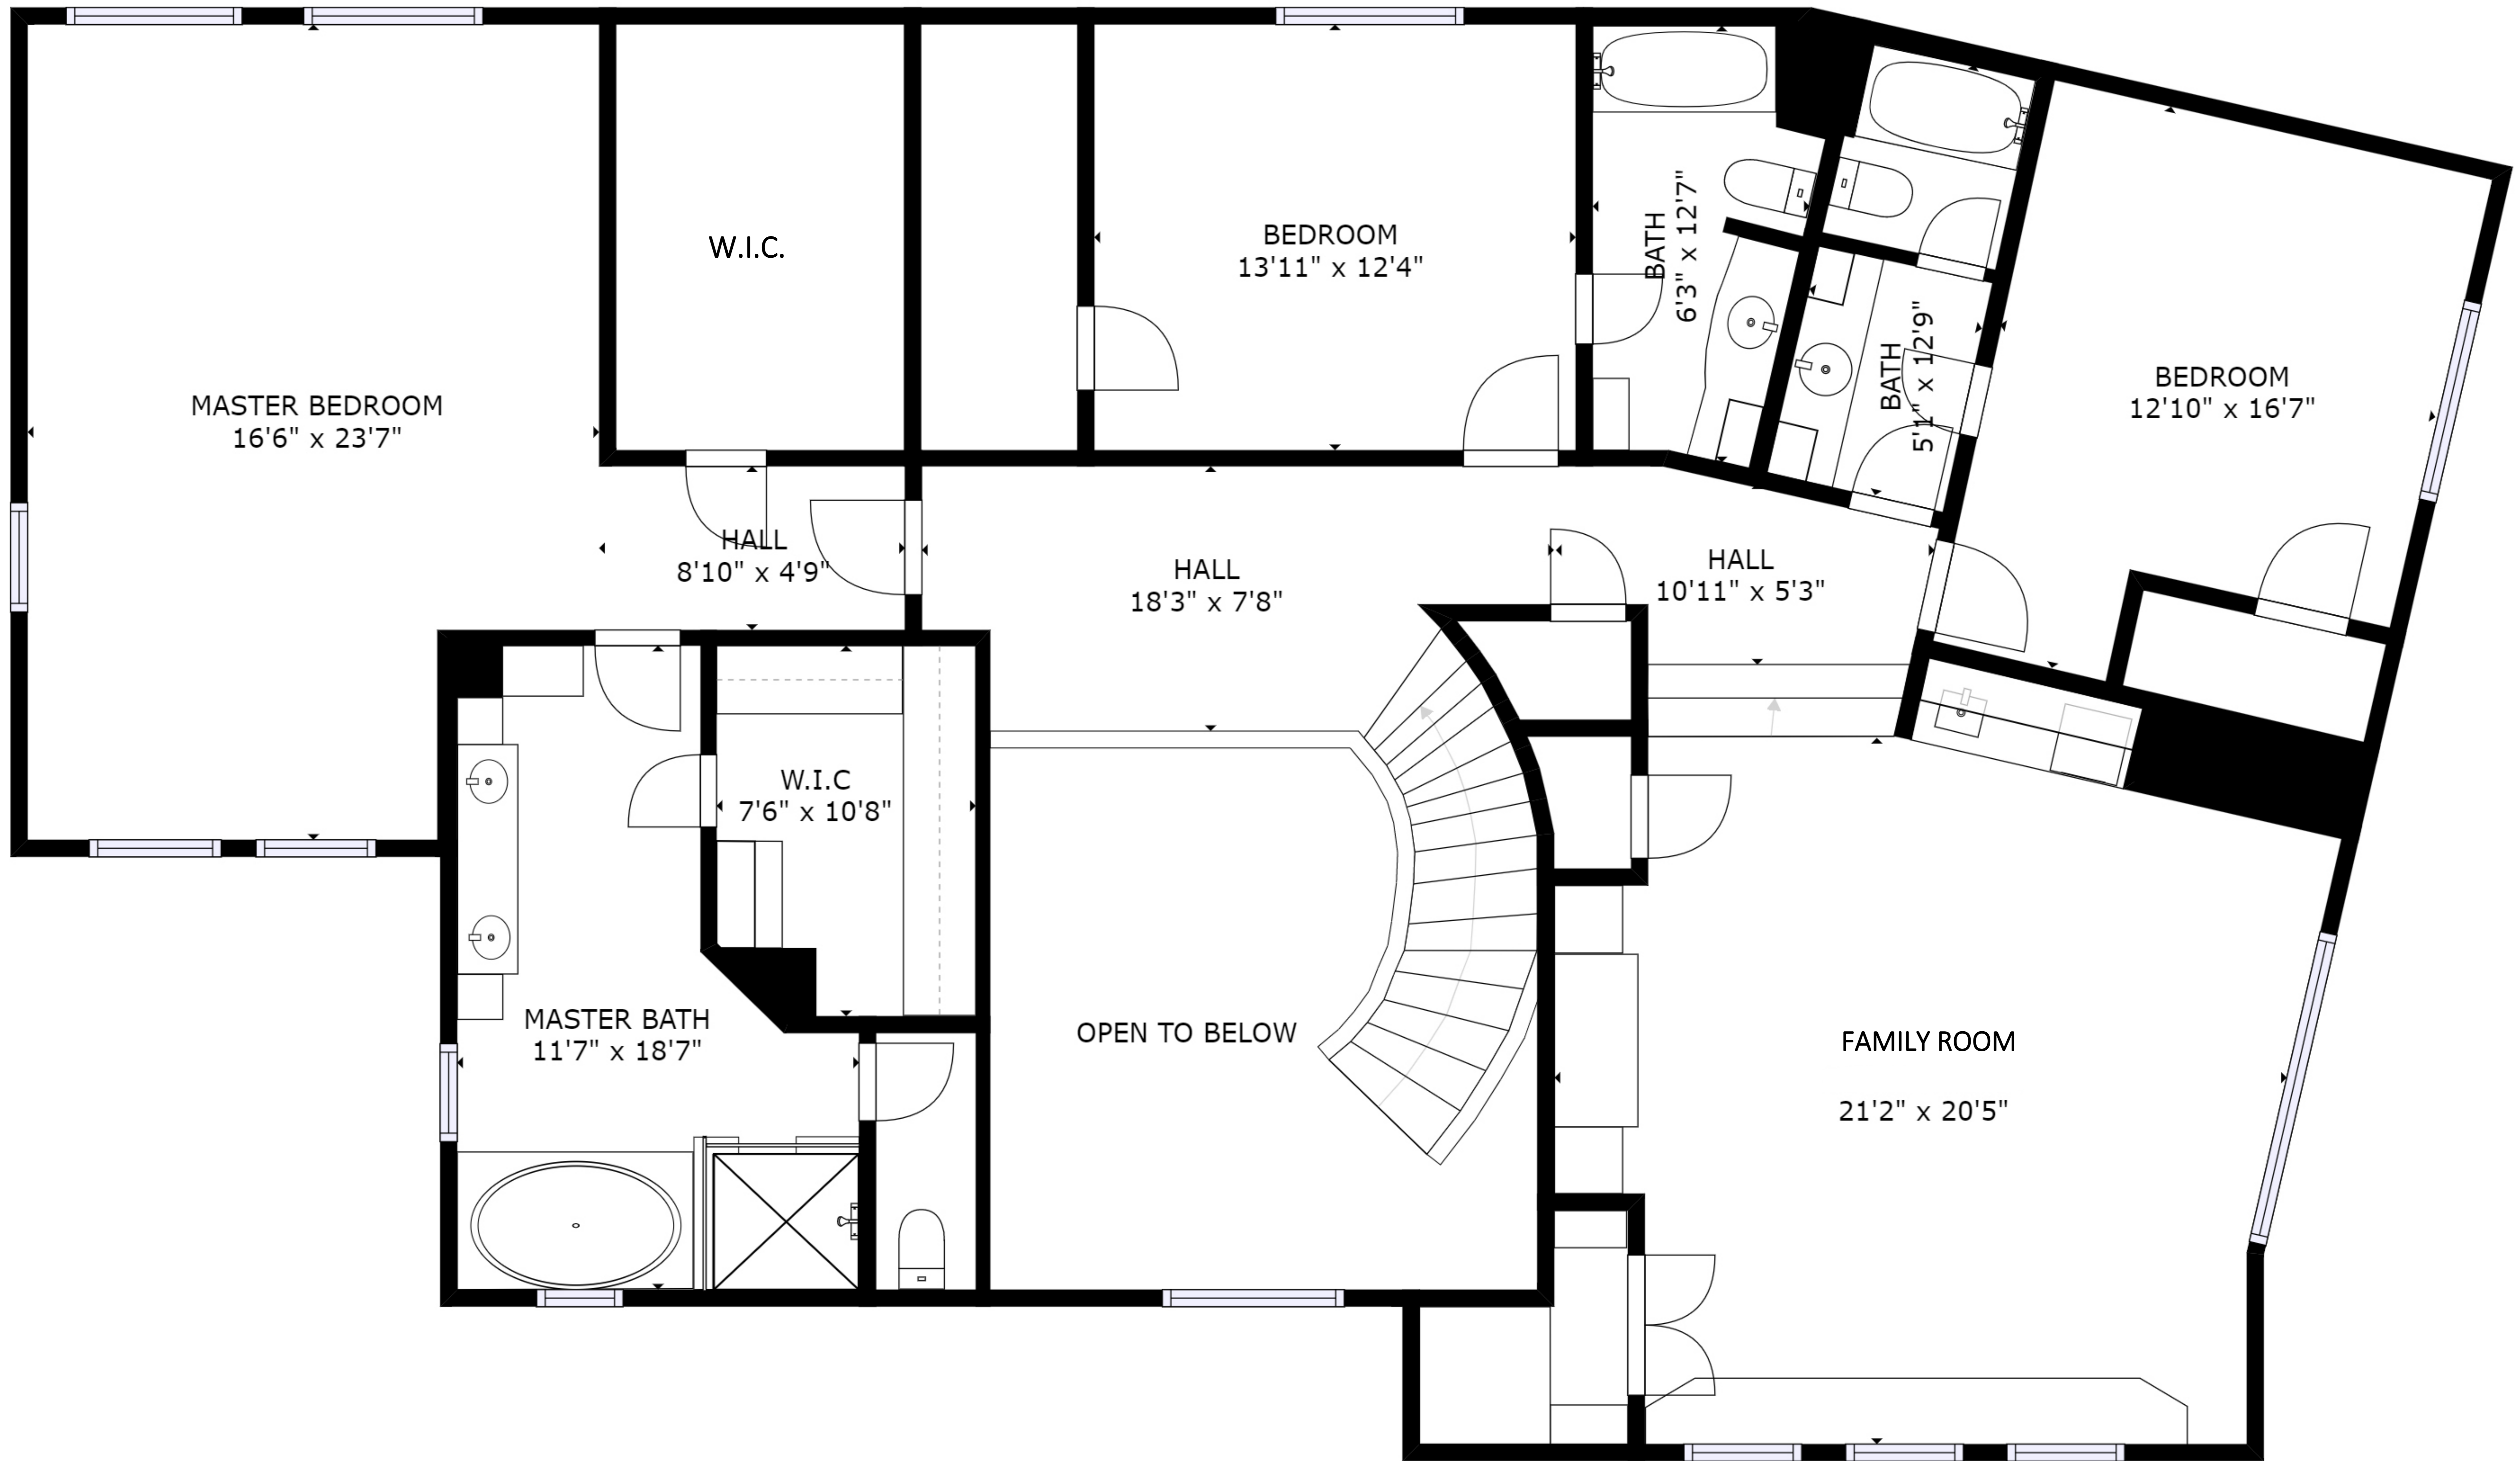 W.I.C.
BEDROOM
13'11" x 12'4"
BATH
6'3" x 12'7"
BATH
5'1" x 12'9"
BEDROOM
12'10" x 16'7"
MASTER BEDROOM
16'6" x 23'7"
HALL
8'10" x 4'9"
HALL
18'3" x 7'8"
HALL
10'11" x 5'3"
W.I.C
7'6" x 10'8"
MASTER BATH
11'7" x 18'7"
OPEN TO BELOW
FAMILY ROOM
21'2" x 20'5"